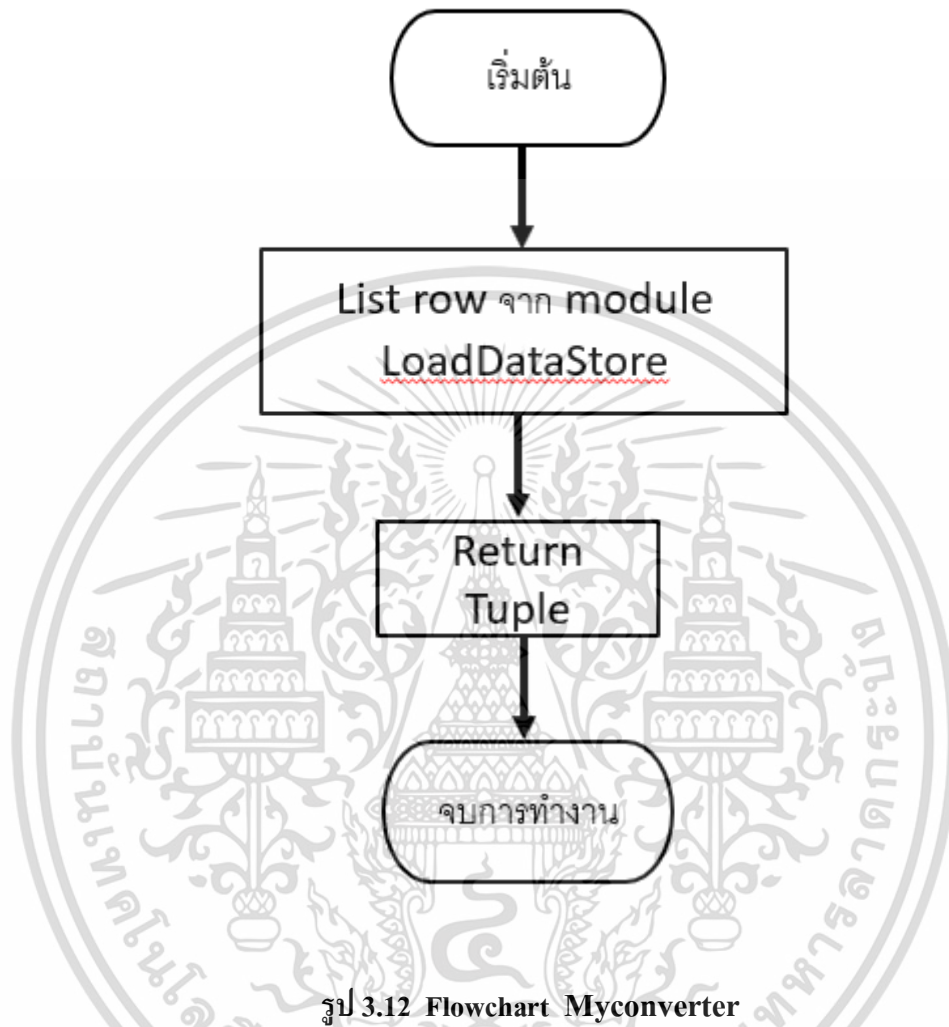 เริ่มต้น
List row จาก module
LoadDataStore
Return
Tuple
จบการทำงาน
รูป 3.12 Flowchart Myconverter